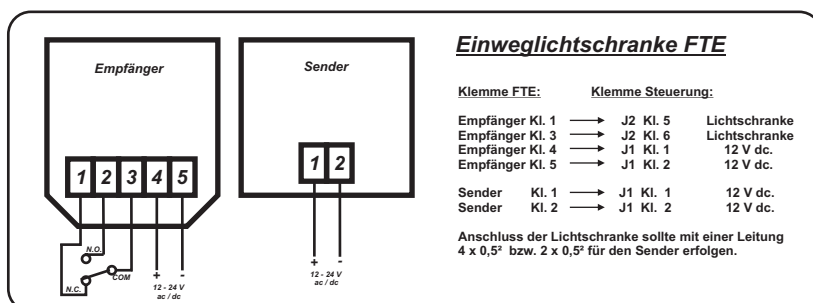 Empfänger
1 2 3 4 5
N.O.
N.C.
COM
+ -
12 - 24 V
ac / dc
Sender
1 2
+ -
12 - 24 V
ac / dc
Einweglichtschranke FTE
Klemme FTE: Klemme Steuerung:
Empfänger Kl. 1 → J2 Kl. 5 Lichtschranke
Empfänger Kl. 3 → J2 Kl. 6 Lichtschranke
Empfänger Kl. 4 → J1 Kl. 1 12 V dc.
Empfänger Kl. 5 → J1 Kl. 2 12 V dc.
Sender Kl. 1 → J1 Kl. 1 12 V dc.
Sender Kl. 2 → J1 Kl. 2 12 V dc.
Anschluss der Lichtschranke sollte mit einer Leitung
4 x 0,5² bzw. 2 x 0,5² für den Sender erfolgen.